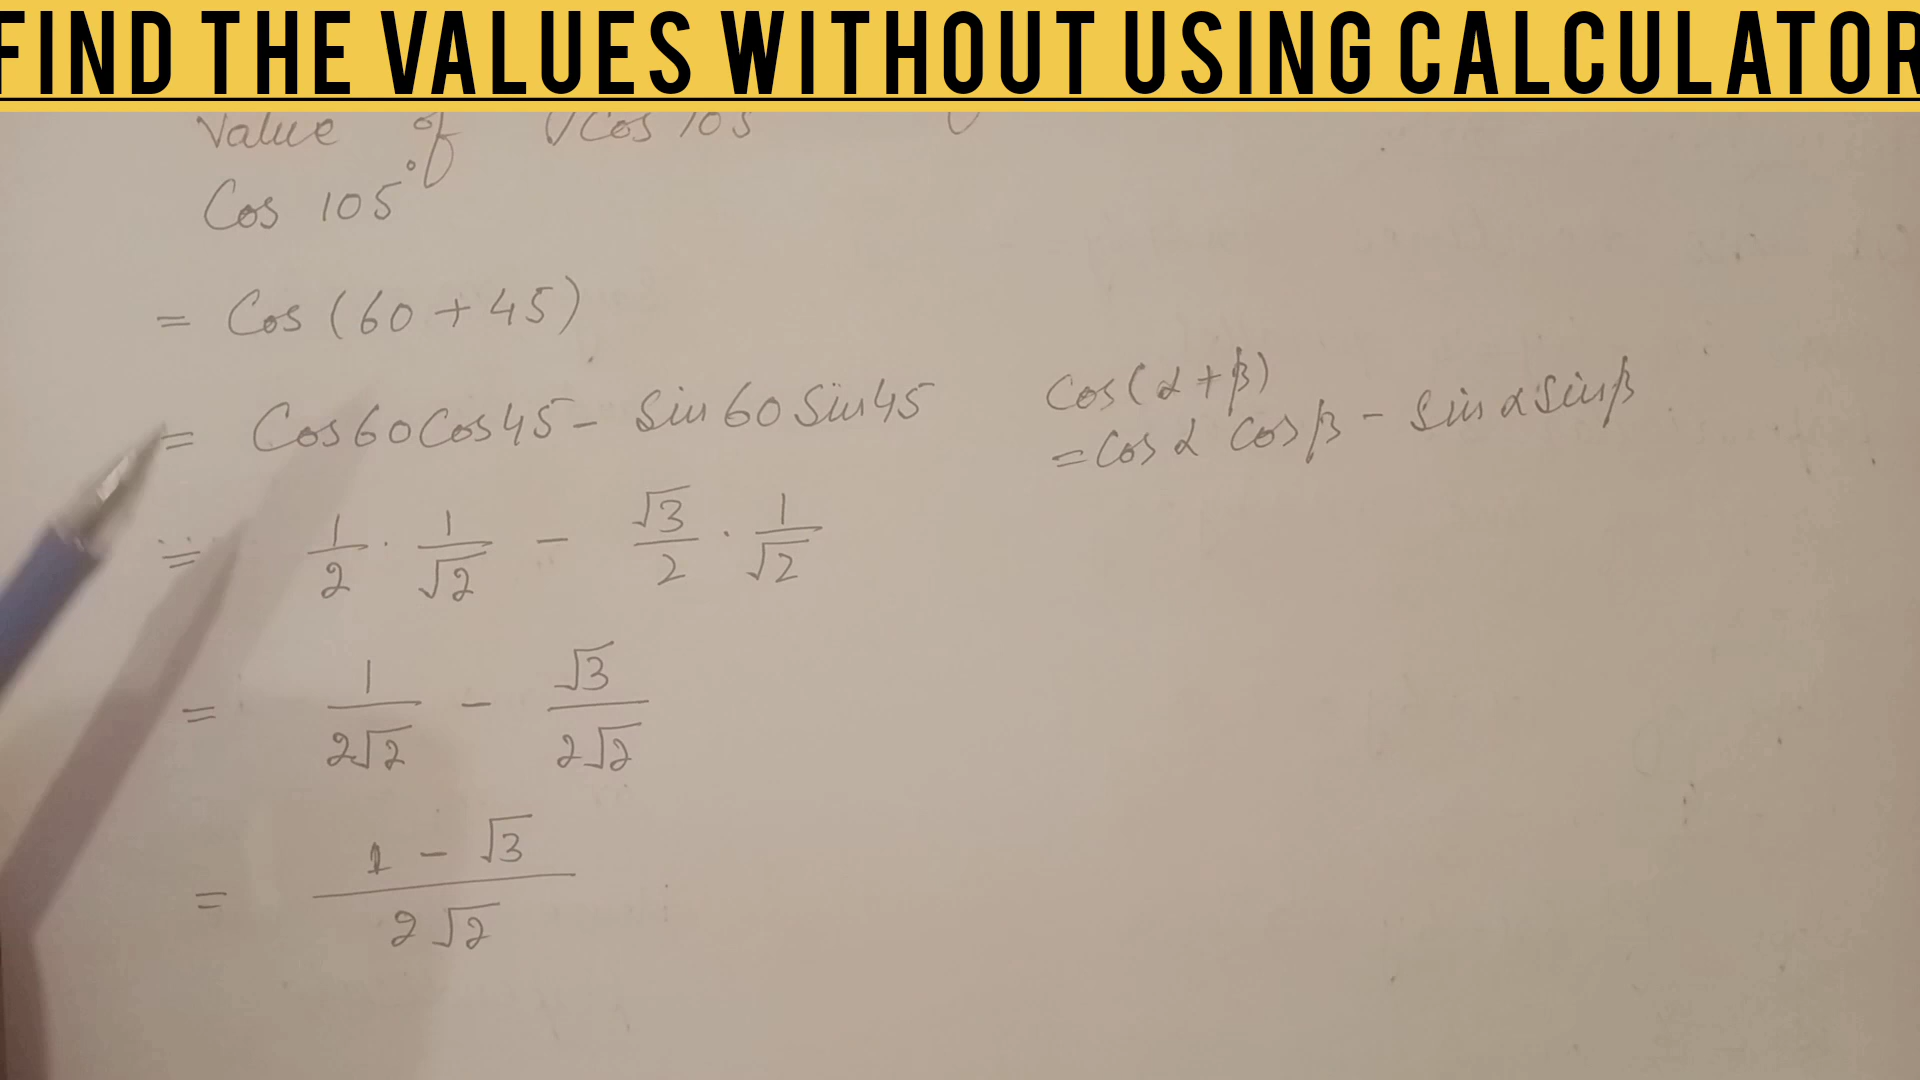 FIND THE VALUES WITHOUT USING CALCULATOR
Value of √Cos 105
Cos 105°
= Cos (60 + 45)
= Cos60Cos45 - Sin60Sin45
= 1/2 · 1/√2 - √3/2 · 1/√2
= 1/2√2 - √3/2√2
= 1 - √3 / 2√2
Cos(α+β)
= Cos α Cos β - Sin α Sin β